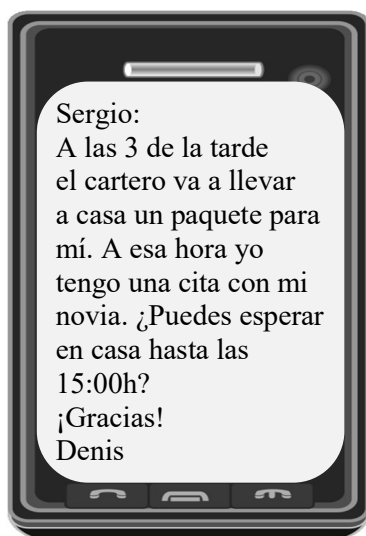 Sergio:
A las 3 de la tarde
el cartero va a llevar
a casa un paquete para
mí. A esa hora yo
tengo una cita con mi
novia. ¿Puedes esperar
en casa hasta las
15:00h?
¡Gracias!
Denis